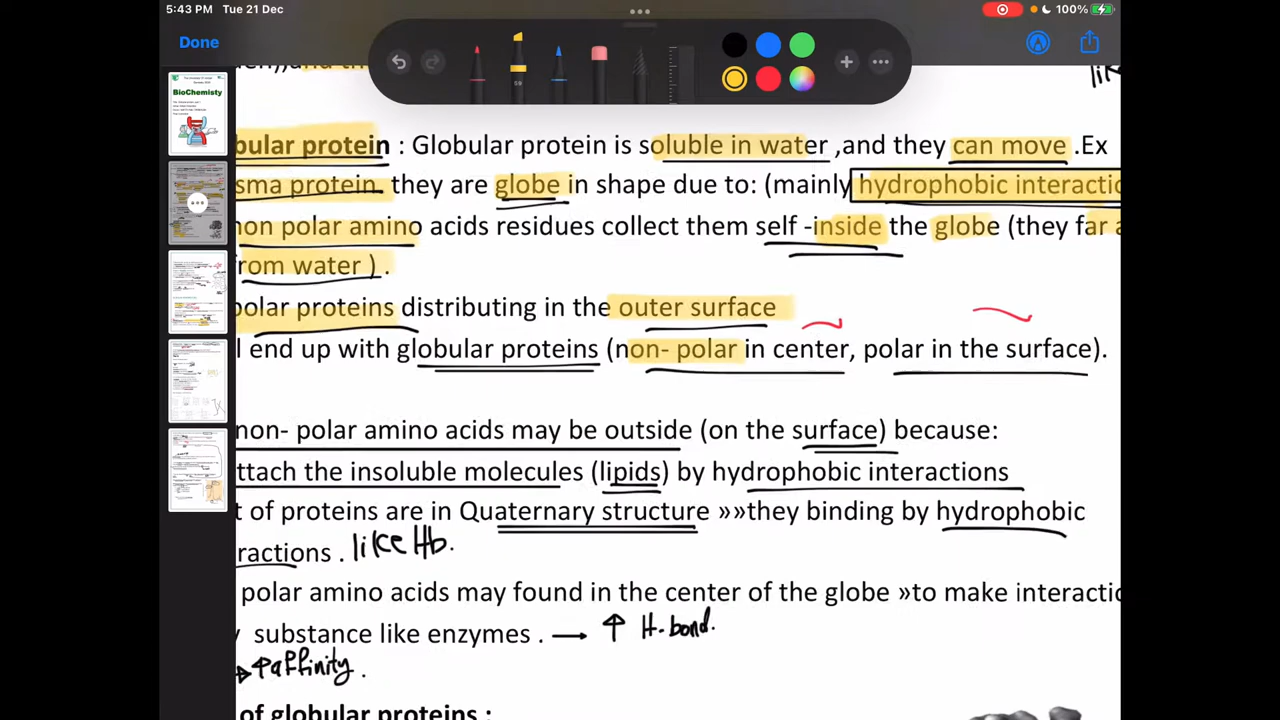 5:43 PM Tue 21 Dec
100%
Done
BioChemisty
like
bular protein : Globular protein is soluble in water ,and they can move .Ex
sma protein they are globe in shape due to: (mainly hydrophobic interactio
non polar amino acids residues collect them self -inside the globe (they far a
rom water ) .
polar proteins distributing in the outer surface
l end up with globular proteins (non- polar in center, polar in the surface).
non- polar amino acids may be outside (on the surface) because:
ttach the insoluble molecules (lipids) by hydrophobic interactions
t of proteins are in Quaternary structure »»they binding by hydrophobic
ractions . like Hb.
polar amino acids may found in the center of the globe »to make interactio
y substance like enzymes . → ↑ H-bond.
→ ↑ affinity .
of globular proteins :